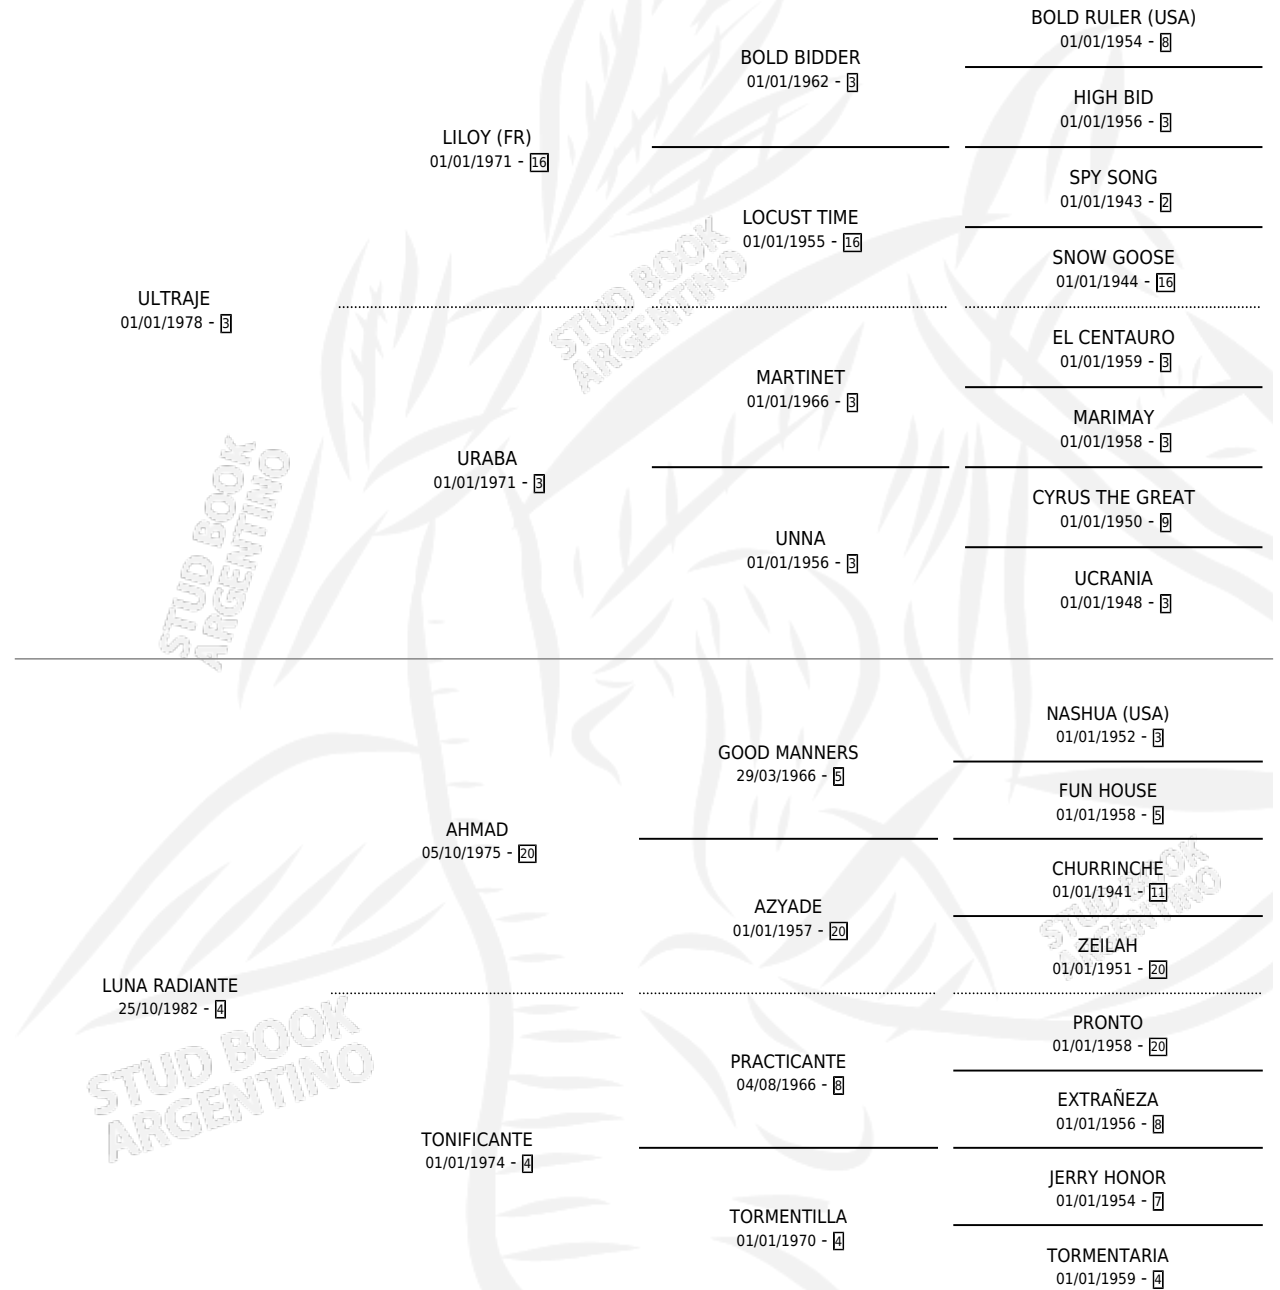 BOLD RULER (USA)
01/01/1954 - 8
BOLD BIDDER
01/01/1962 - 3
HIGH BID
01/01/1956 - 3
LILOY (FR)
01/01/1971 - 16
SPY SONG
01/01/1943 - 2
LOCUST TIME
01/01/1955 - 16
SNOW GOOSE
01/01/1944 - 16
ULTRAJE
01/01/1978 - 3
EL CENTAURO
01/01/1959 - 3
MARTINET
01/01/1966 - 3
MARIMAY
01/01/1958 - 3
URABA
01/01/1971 - 3
CYRUS THE GREAT
01/01/1950 - 9
UNNA
01/01/1956 - 3
UCRANIA
01/01/1948 - 3
STUD BOOK
ARGENTINO
STUD BOOK
ARGENTINO
NASHUA (USA)
01/01/1952 - 3
GOOD MANNERS
29/03/1966 - 5
FUN HOUSE
01/01/1958 - 5
AHMAD
05/10/1975 - 20
CHURRINCHE
01/01/1941 - 11
AZYADE
01/01/1957 - 20
ZEILAH
01/01/1951 - 20
STUD BOOK
ARGENTINO
LUNA RADIANTE
25/10/1982 - 4
PRONTO
01/01/1958 - 20
PRACTICANTE
04/08/1966 - 8
EXTRAÑEZA
01/01/1956 - 8
STUD BOOK
ARGENTINO
TONIFICANTE
01/01/1974 - 4
JERRY HONOR
01/01/1954 - 7
TORMENTILLA
01/01/1970 - 4
TORMENTARIA
01/01/1959 - 4